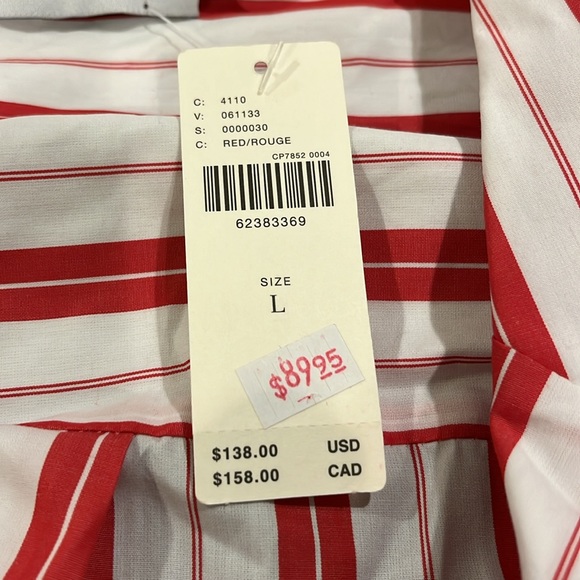 C: 4110
V: 061133
S: 0000030
C: RED/ROUGE
CP7852 0004
62383369
SIZE
L
$89.95
$138.00 USD
$158.00 CAD